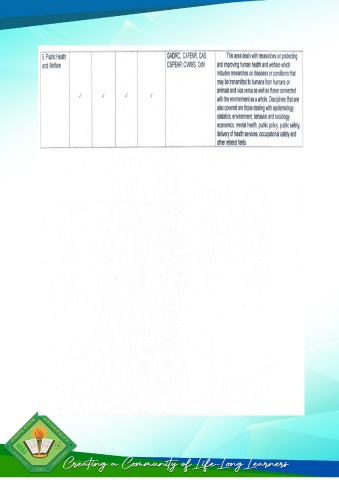 5. Public Health
and Welfare
√ √ √ √
GNDRC, CAFENR, CAS,
CSPEAR, CVMBS, CoN
This area deals with researches on protecting
and improving human health and welfare which
includes researches on diseases or conditions that
may be transmitted to humans from humans or
animals and vice versa as well as those connected
with the environment as a whole. Disciplines that are
also covered are those dealing with epidemiology,
statistics, environment, behavior and sociology,
economics, mental health, public policy, public safety,
delivery of health services, occupational safety and
other related fields.
Creating a Community of Life-Long Learners